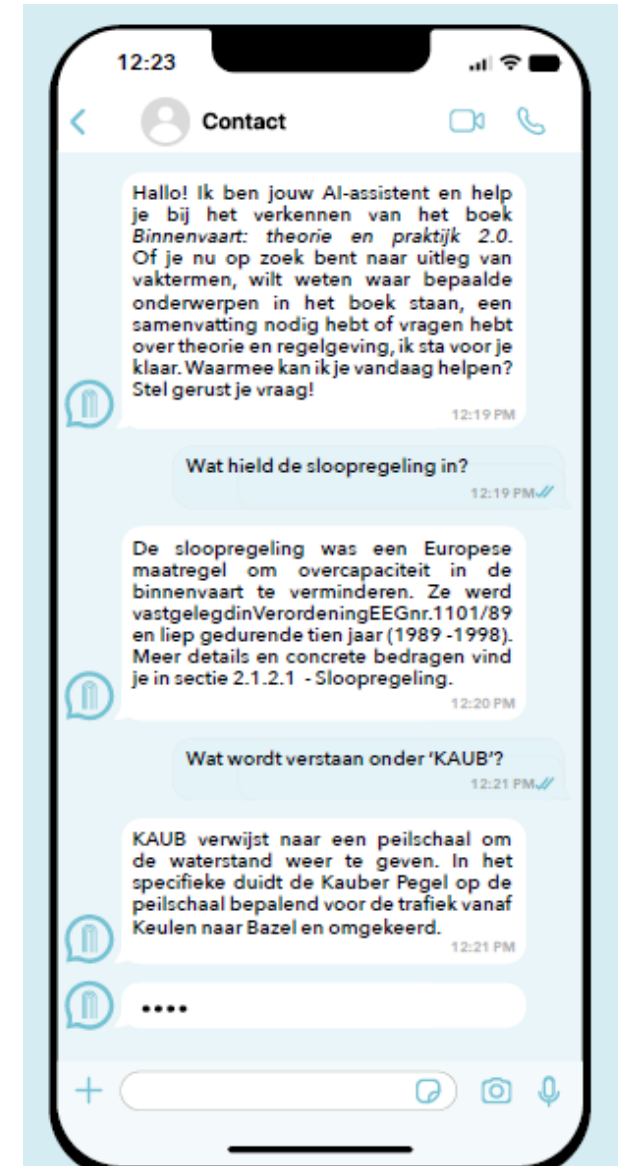 12:23
Contact
Hallo! Ik ben jouw AI-assistent en help
je bij het verkennen van het boek
Binnenvaart: theorie en praktijk 2.0.
Of je nu op zoek bent naar uitleg van
vaktermen, wilt weten waar bepaalde
onderwerpen in het boek staan, een
samenvatting nodig hebt of vragen hebt
over theorie en regelgeving, ik sta voor je
klaar. Waarmee kan ik je vandaag helpen?
Stel gerust je vraag!
12:19 PM
Wat hield de sloopregeling in?
12:19 PM
De sloopregeling was een Europese
maatregel om overcapaciteit in de
binnenvaart te verminderen. Ze werd
vastgelegdinVerordeningEEGnr.1101/89
en liep gedurende tien jaar (1989 -1998).
Meer details en concrete bedragen vind
je in sectie 2.1.2.1 - Sloopregeling.
12:20 PM
Wat wordt verstaan onder ‘KAUB’?
12:21 PM
KAUB verwijst naar een peilschaal om
de waterstand weer te geven. In het
specifieke duidt de Kauber Pegel op de
peilschaal bepalend voor de trafiek vanaf
Keulen naar Bazel en omgekeerd.
12:21 PM